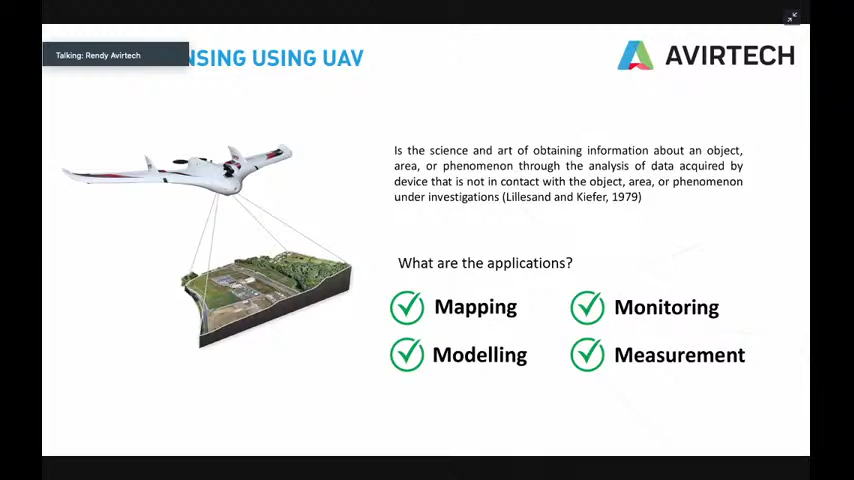 Talking: Rendy Avirtech
NSING USING UAV
AVIRTECH
Is the science and art of obtaining information about an object,
area, or phenomenon through the analysis of data acquired by
device that is not in contact with the object, area, or phenomenon
under investigations (Lillesand and Kiefer, 1979)
What are the applications?
Mapping
Monitoring
Modelling
Measurement